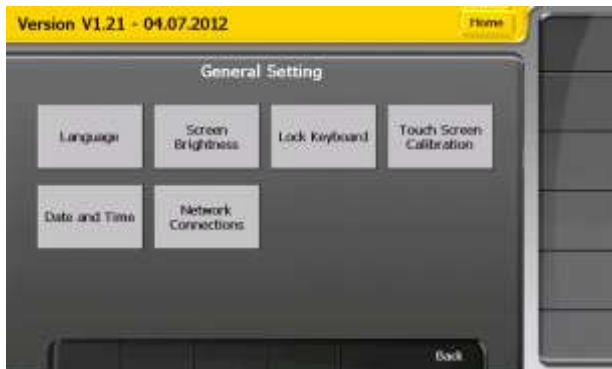 Version V1.21 - 04.07.2012
Home
General Setting
Language
Screen
Brightness
Lock Keyboard
Touch Screen
Calibration
Date and Time
Network
Connections
Back